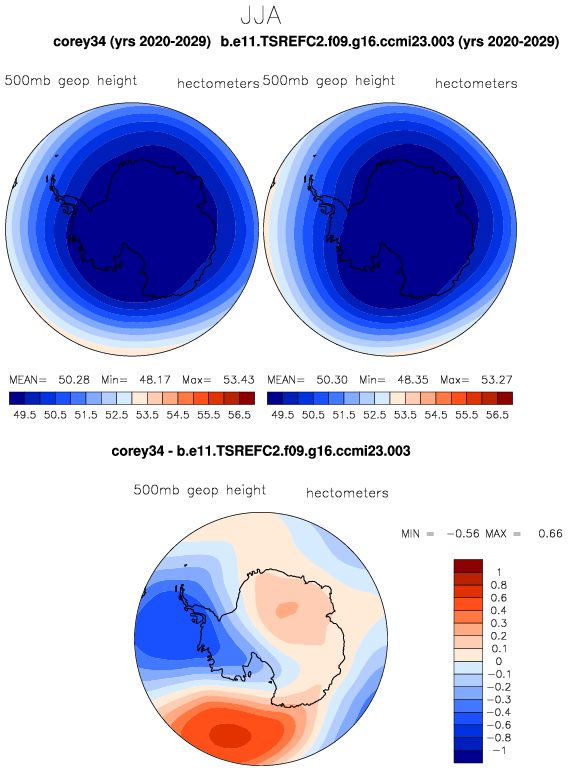 JJA
corey34 (yrs 2020-2029) b.e11.TSREFC2.f09.g16.ccmi23.003 (yrs 2020-2029)
500mb geop height hectometers 500mb geop height hectometers
MEAN= 50.28 Min= 48.17 Max= 53.43 MEAN= 50.30 Min= 48.35 Max= 53.27
49.5 50.5 51.5 52.5 53.5 54.5 55.5 56.5 49.5 50.5 51.5 52.5 53.5 54.5 55.5 56.5
corey34 - b.e11.TSREFC2.f09.g16.ccmi23.003
500mb geop height hectometers
MIN = -0.56 MAX = 0.66
1
0.8
0.6
0.4
0.3
0.2
0.1
0
-0.1
-0.2
-0.3
-0.4
-0.6
-0.8
-1